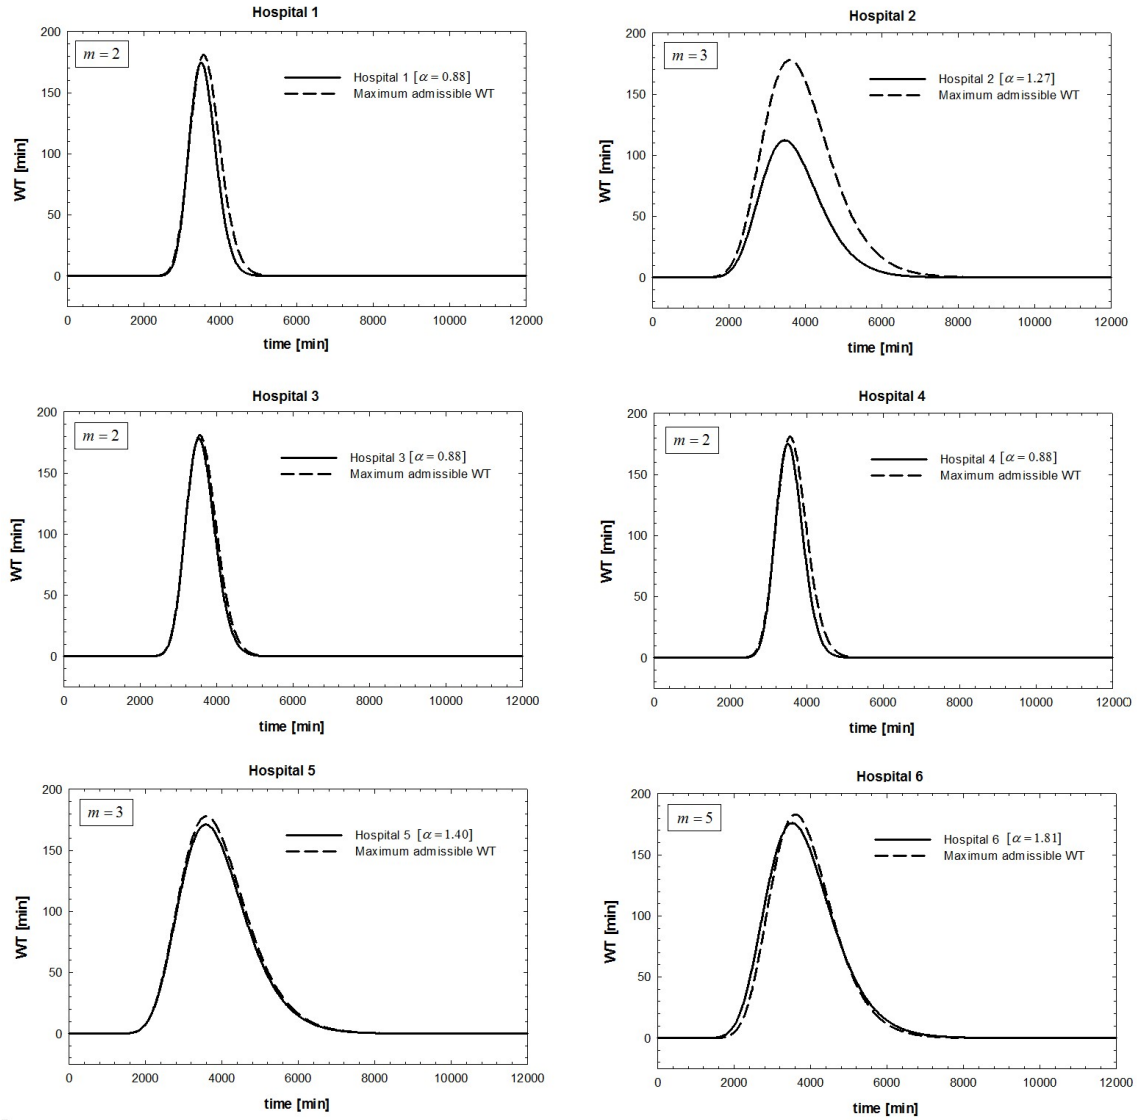 Hospital 1
200
150
100
50
0
WT [min]
m = 2
Hospital 1 [α = 0.88]
Maximum admissible WT
0 2000 4000 6000 8000 10000 12000
time [min]
Hospital 2
200
150
100
50
0
WT [min]
m = 3
Hospital 2 [α = 1.27]
Maximum admissible WT
0 2000 4000 6000 8000 10000 12000
time [min]
Hospital 3
200
150
100
50
0
WT [min]
m = 2
Hospital 3 [α = 0.88]
Maximum admissible WT
0 2000 4000 6000 8000 10000 12000
time [min]
Hospital 4
200
150
100
50
0
WT [min]
m = 2
Hospital 4 [α = 0.88]
Maximum admissible WT
0 2000 4000 6000 8000 10000 12000
time [min]
Hospital 5
200
150
100
50
0
WT [min]
m = 3
Hospital 5 [α = 1.40]
Maximum admissible WT
0 2000 4000 6000 8000 10000 12000
time [min]
Hospital 6
200
150
100
50
0
WT [min]
m = 5
Hospital 6 [α = 1.81]
Maximum admissible WT
0 2000 4000 6000 8000 10000 12000
time [min]